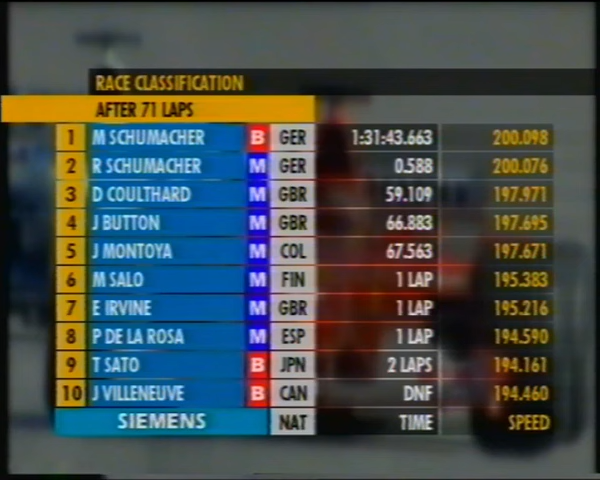 RACE CLASSIFICATION
AFTER 71 LAPS
1 M SCHUMACHER B GER 1:31:43.663 200.098
2 R SCHUMACHER M GER 0.588 200.076
3 D COULTHARD M GBR 59.109 197.971
4 J BUTTON M GBR 66.883 197.695
5 J MONTOYA M COL 67.563 197.671
6 M SALO M FIN 1 LAP 195.383
7 E IRVINE M GBR 1 LAP 195.216
8 P DE LA ROSA M ESP 1 LAP 194.590
9 T SATO B JPN 2 LAPS 194.161
10 J VILLENEUVE B CAN DNF 194.460
SIEMENS NAT TIME SPEED